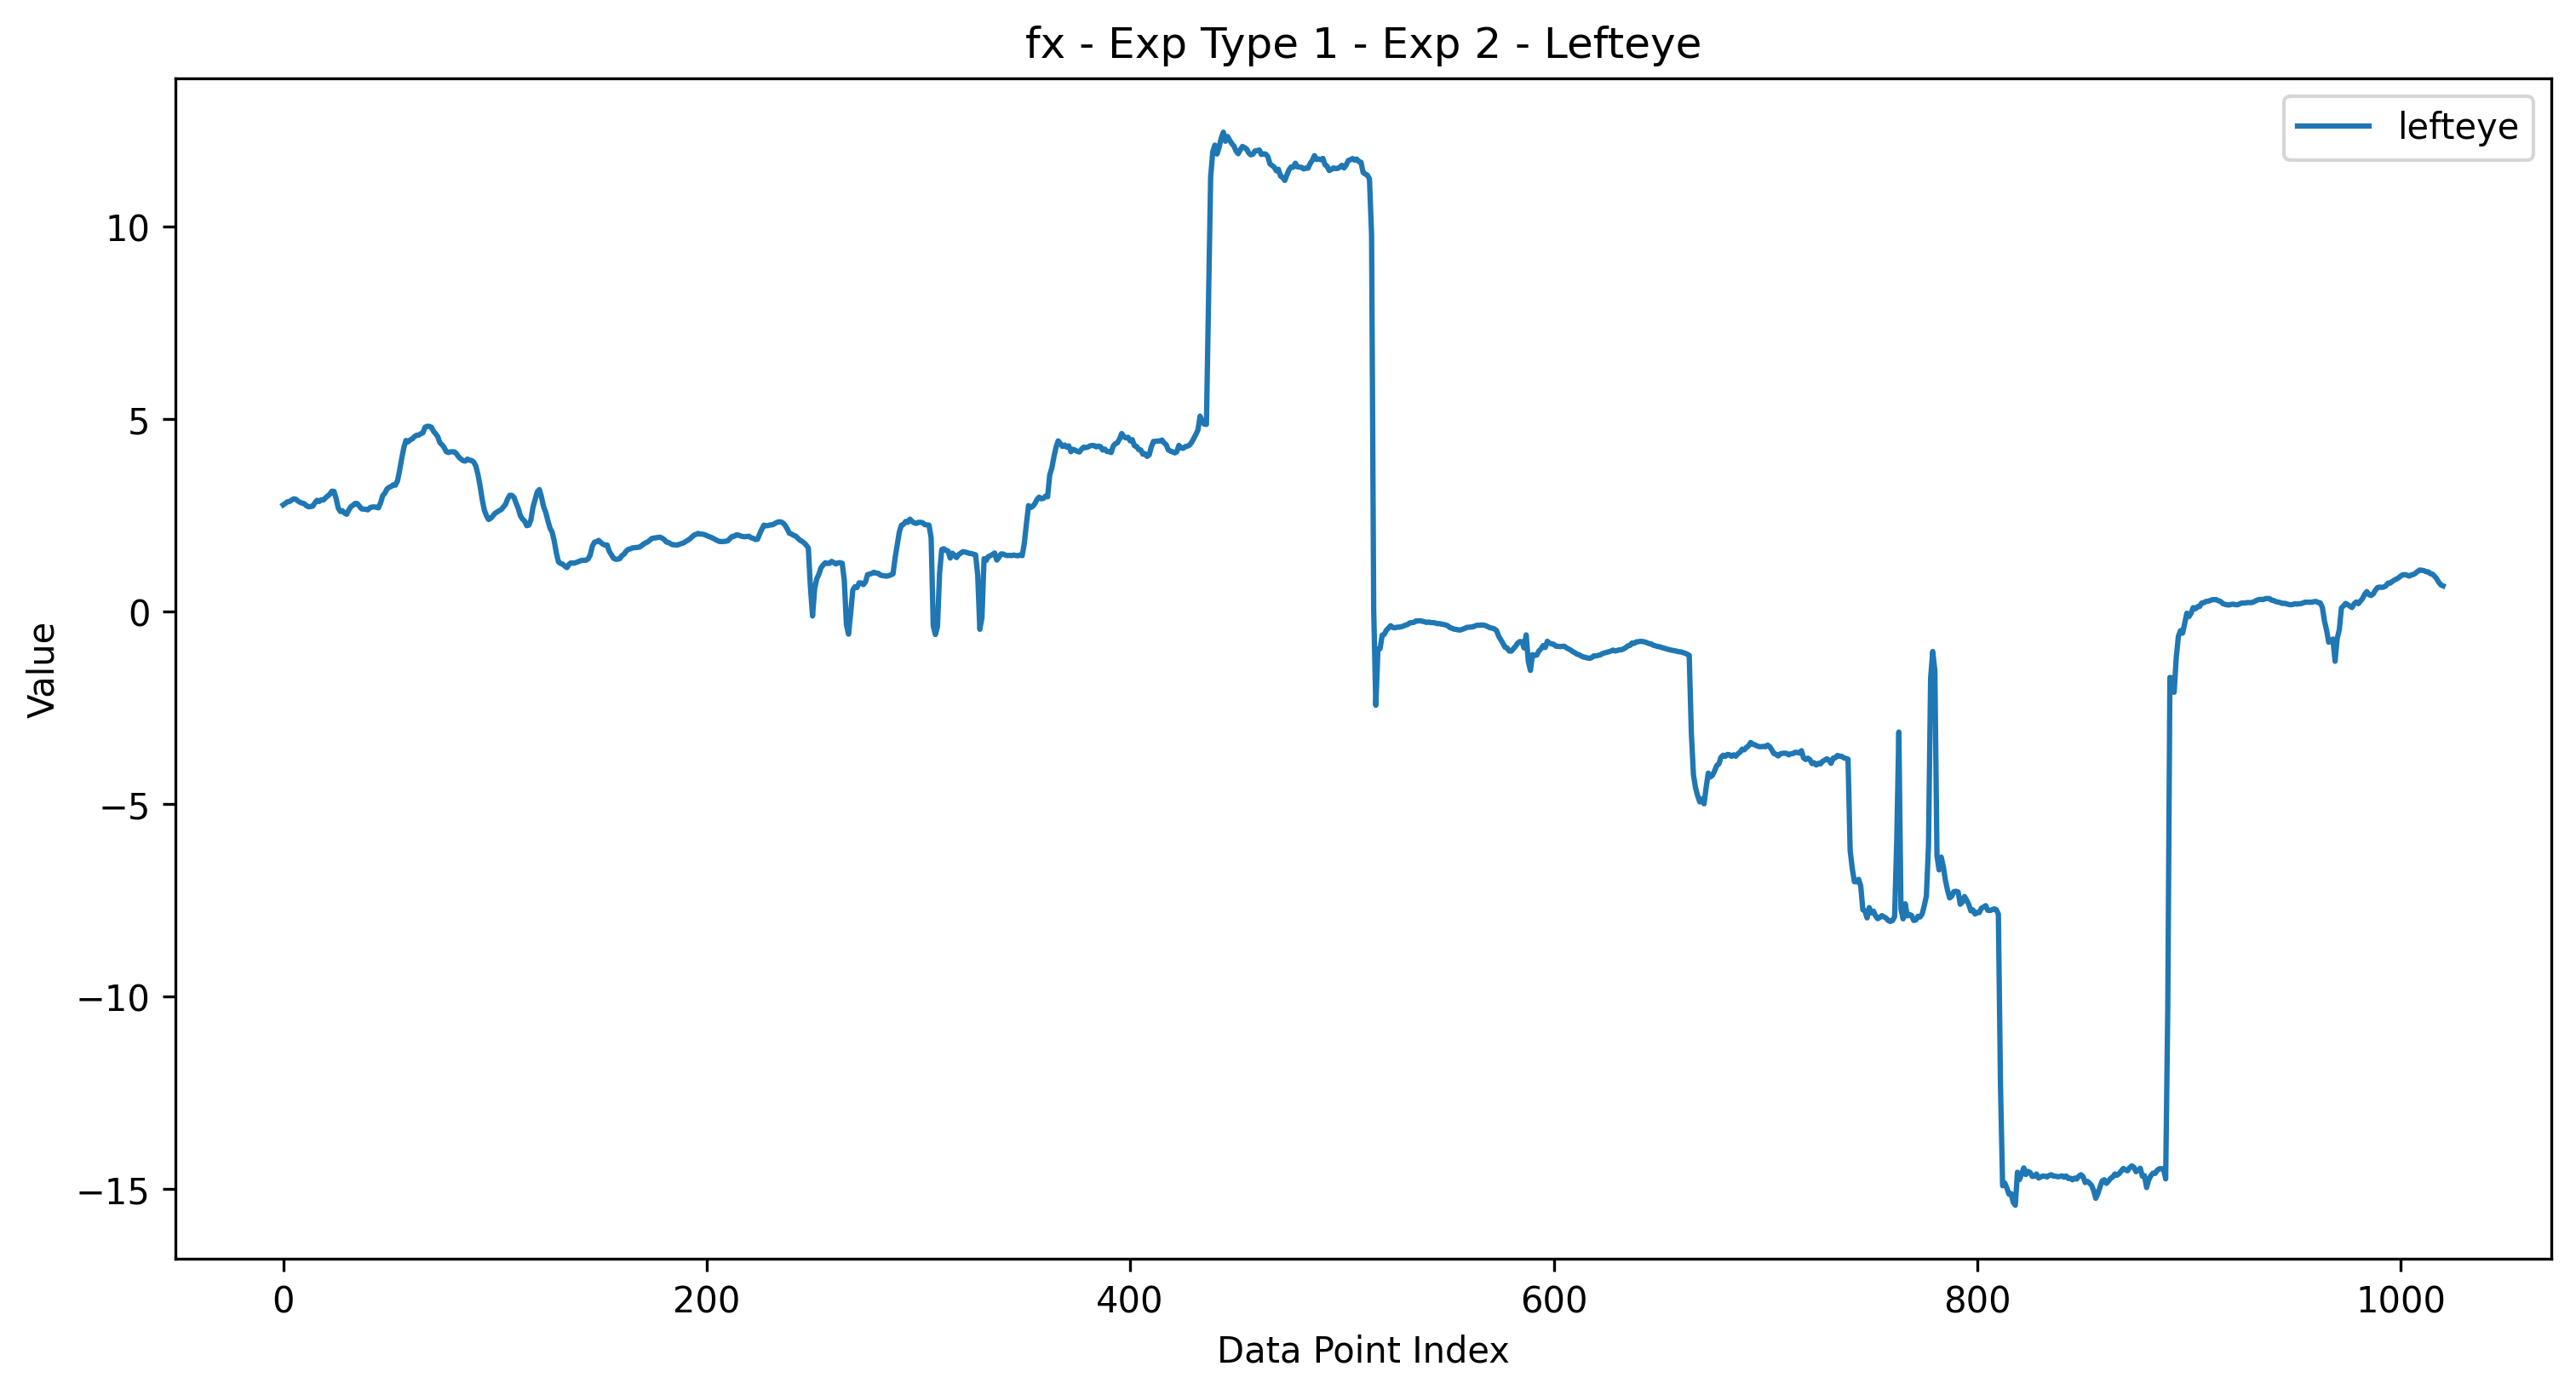 fx - Exp Type 1 - Exp 2 - Lefteye
lefteye
10
5
0
−5
−10
−15
Value
0 200 400 600 800 1000
Data Point Index